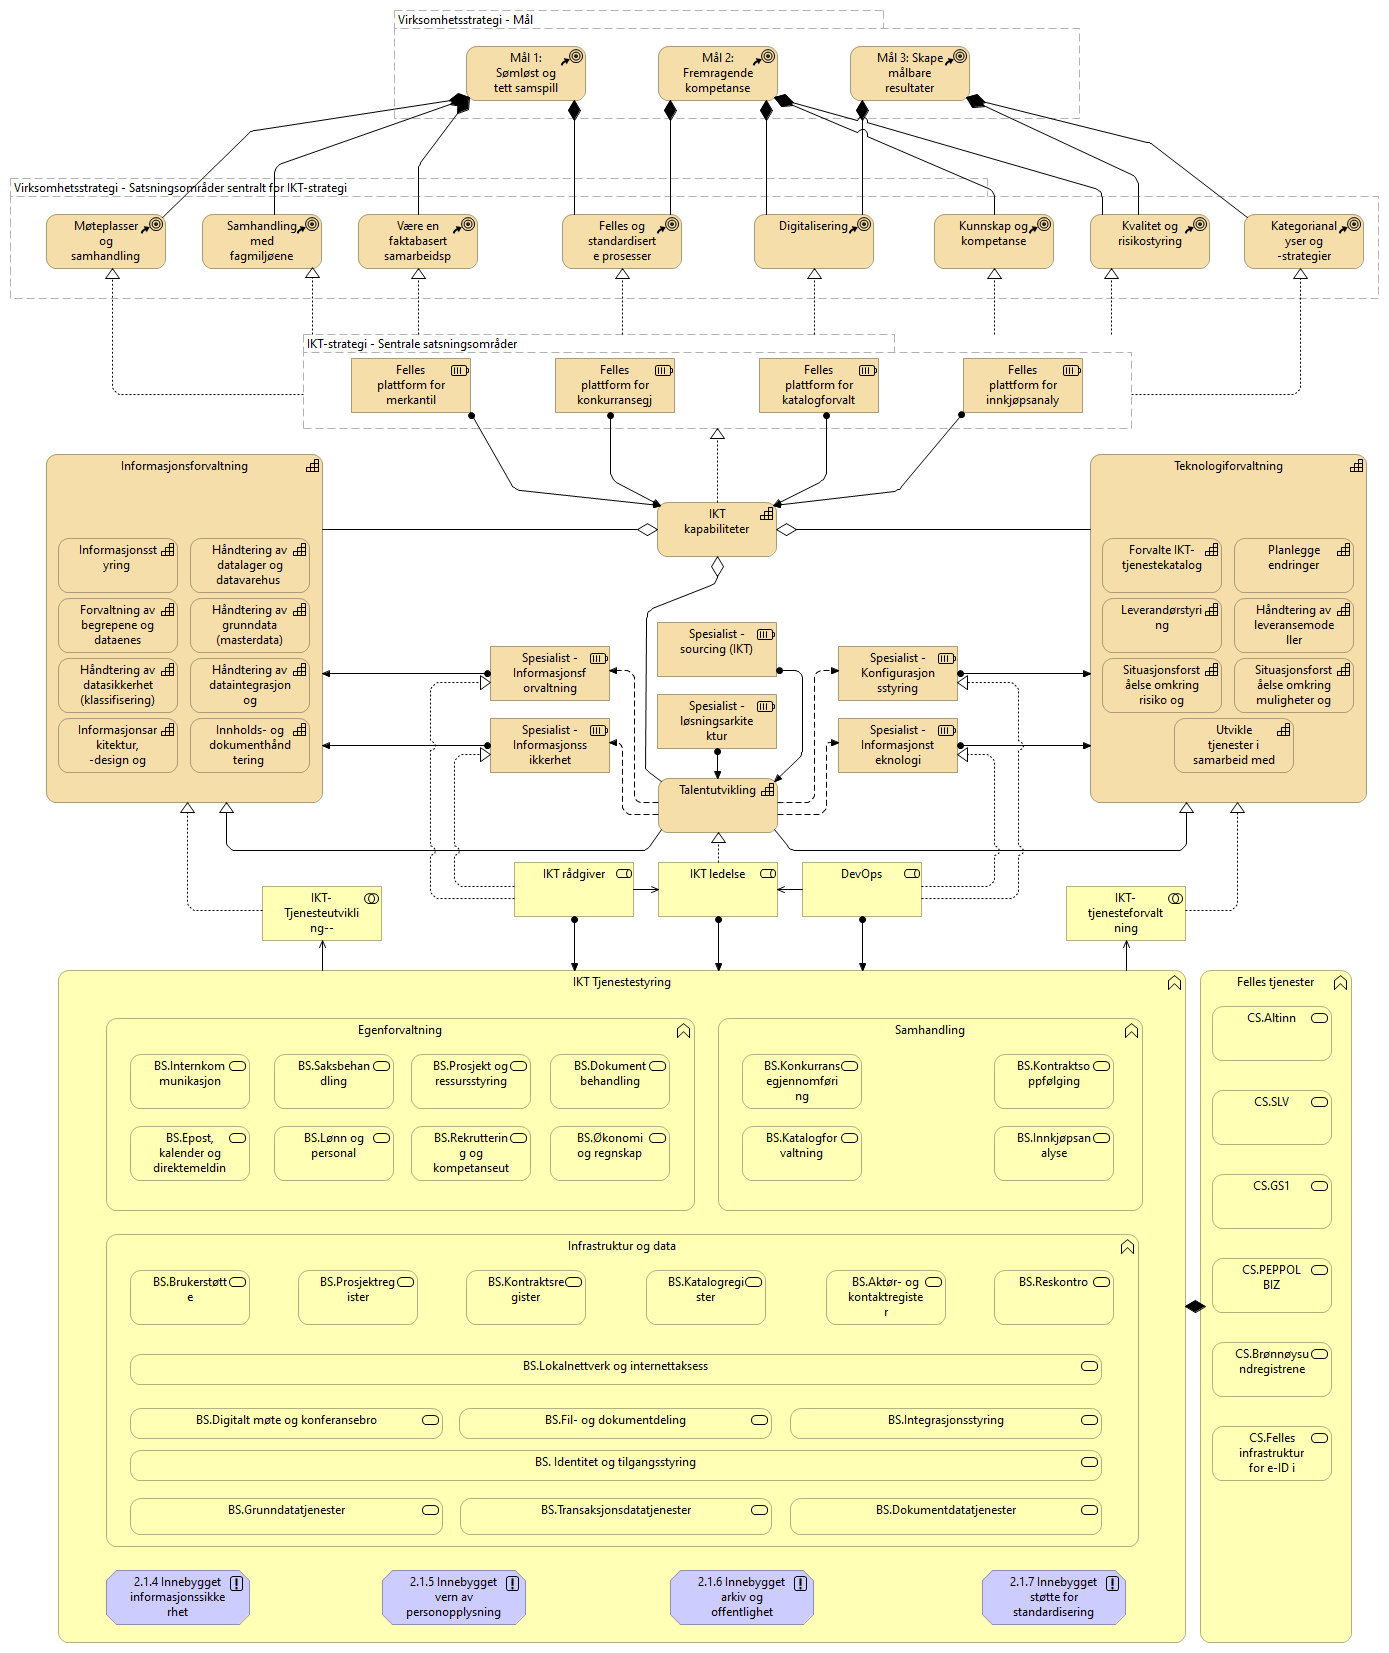 Virksomhetsstrategi - Mål
Mål 1:
Sømløst og
tett samspill
Mål 2:
Fremragende
kompetanse
Mål 3: Skape
målbare
resultater
Virksomhetsstrategi - Satsningsområder sentralt for IKT-strategi
Møteplasser
og
samhandling
Samhandling
med
fagmiljøene
Være en
faktabasert
samarbeidsp
Felles og
standardisert
e prosesser
Digitalisering
Kunnskap og
kompetanse
Kvalitet og
risikostyring
Kategorianal
yser og
-strategier
IKT-strategi - Sentrale satsningsområder
Felles
plattform for
merkantil
Felles
plattform for
konkurransegj
Felles
plattform for
katalogforvalt
Felles
plattform for
innkjøpsanaly
Informasjonsforvaltning
Informasjonsst
yring
Håndtering av
datalager og
datavarehus
Forvaltning av
begrepene og
dataenes
Håndtering av
grunndata
(masterdata)
Håndtering av
datasikkerhet
(klassifisering)
Håndtering av
dataintegrasjon
og
Informasjonsar
kitektur,
-design og
Innholds- og
dokumenthånd
tering
IKT
kapabiliteter
Teknologiforvaltning
Forvalte IKT-
tjenestekatalog
Planlegge
endringer
Leverandørstyri
ng
Håndtering av
leveransemode
ller
Situasjonsforst
åelse omkring
risiko og
Situasjonsforst
åelse omkring
muligheter og
Utvikle
tjenester i
samarbeid med
Spesialist -
sourcing (IKT)
Spesialist -
Informasjonsf
orvaltning
Spesialist -
Konfigurasjon
sstyring
Spesialist -
løsningsarkite
ktur
Spesialist -
Informasjonss
ikkerhet
Spesialist -
Informasjonst
eknologi
Talentutvikling
IKT rådgiver
IKT ledelse
DevOps
IKT-
Tjenesteutvikli
ng--
IKT-
tjenesteforvalt
ning
IKT Tjenestestyring
Egenforvaltning
BS.Internkom
munikasjon
BS.Saksbehan
dling
BS.Prosjekt og
ressursstyring
BS.Dokument
behandling
BS.Epost,
kalender og
direktemeldin
BS.Lønn og
personal
BS.Rekrutterin
g og
kompetanseut
BS.Økonomi
og regnskap
Samhandling
BS.Konkurrans
egjennomføri
ng
BS.Kontraktso
ppfølging
BS.Katalogfor
valtning
BS.Innkjøpsan
alyse
Infrastruktur og data
BS.Brukerstøtt
e
BS.Prosjektreg
ister
BS.Kontraktsre
gister
BS.Katalogregi
ster
BS.Aktør- og
kontaktregiste
r
BS.Reskontro
BS.Lokalnettverk og internettaksess
BS.Digitalt møte og konferansebro
BS.Fil- og dokumentdeling
BS.Integrasjonsstyring
BS. Identitet og tilgangsstyring
BS.Grunndatatjenester
BS.Transaksjonsdatatjenester
BS.Dokumentdatatjenester
2.1.4 Innebygget
informasjonssikke
rhet
2.1.5 Innebygget
vern av
personopplysning
2.1.6 Innebygget
arkiv og
offentlighet
2.1.7 Innebygget
støtte for
standardisering
Felles tjenester
CS.Altinn
CS.SLV
CS.GS1
CS.PEPPOL
BIZ
CS.Brønnøysu
ndregistrene
CS.Felles
infrastruktur
for e-ID i